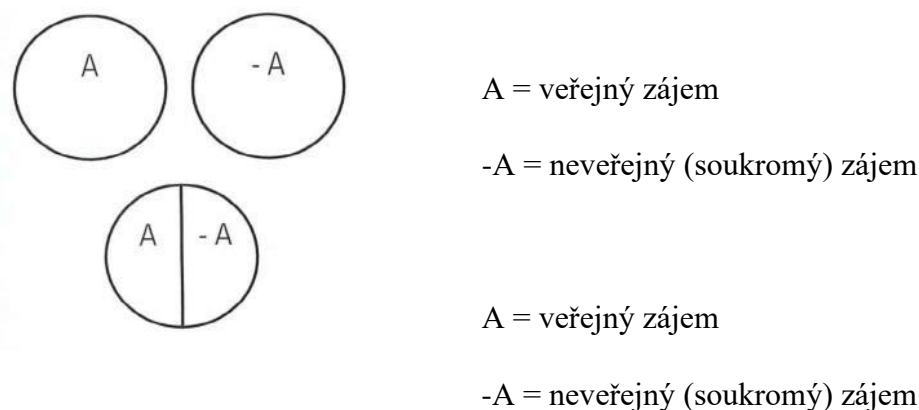 A
- A
A = veřejný zájem
-A = neveřejný (soukromý) zájem
A
- A
A = veřejný zájem
-A = neveřejný (soukromý) zájem